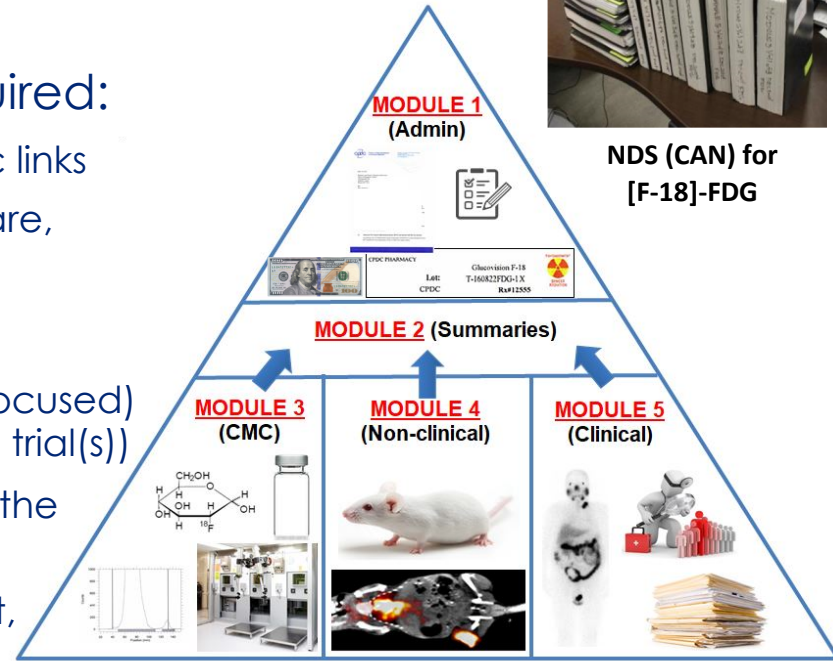 uired:
c links
are,
ocused)
trial(s))
the
t,
NDS (CAN) for
[F-18]-FDG
MODULE 1
(Admin)
CPDC PHARMACY
Glucovision F-18
Lot: T-160822FDG-1X
CPDC Rx#12555
MODULE 2 (Summaries)
MODULE 3
(CMC)
MODULE 4
(Non-clinical)
MODULE 5
(Clinical)
CH₂OH
H
H
O
H
OH
H
OH
OH
H
¹⁸F